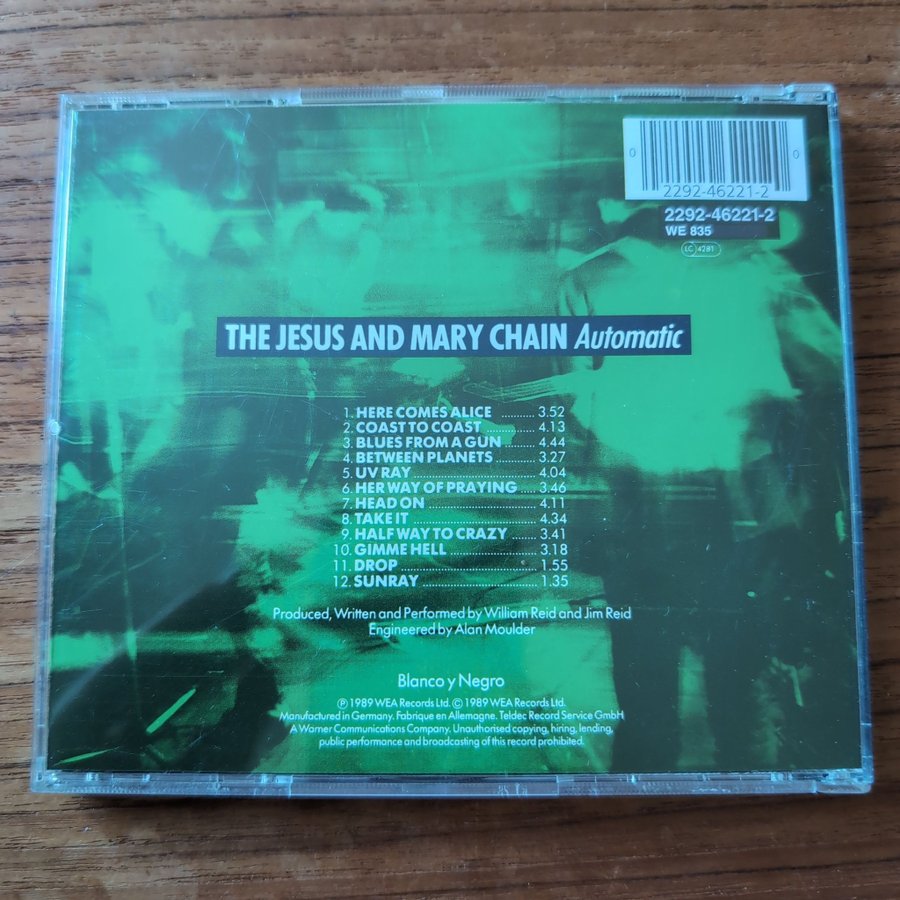 0 0
2292-46221-2
2292-46221-2
WE 835
LC 4281
THE JESUS AND MARY CHAIN Automatic
1. HERE COMES ALICE .......... 3.52
2. COAST TO COAST .............. 4.13
3. BLUES FROM A GUN ......... 4.44
4. BETWEEN PLANETS ........... 3.27
5. UV RAY ............................. 4.04
6. HER WAY OF PRAYING ..... 3.46
7. HEAD ON .......................... 4.11
8. TAKE IT ............................. 4.34
9. HALF WAY TO CRAZY ........ 3.41
10. GIMME HELL ..................... 3.18
11. DROP ................................ 1.55
12. SUNRAY ............................ 1.35
Produced, Written and Performed by William Reid and Jim Reid
Engineered by Alan Moulder
Blanco y Negro
℗ 1989 WEA Records Ltd. © 1989 WEA Records Ltd.
Manufactured in Germany. Fabrique en Allemagne. Teldec Record Service GmbH
A Warner Communications Company. Unauthorised copying, hiring, lending,
public performance and broadcasting of this record prohibited.